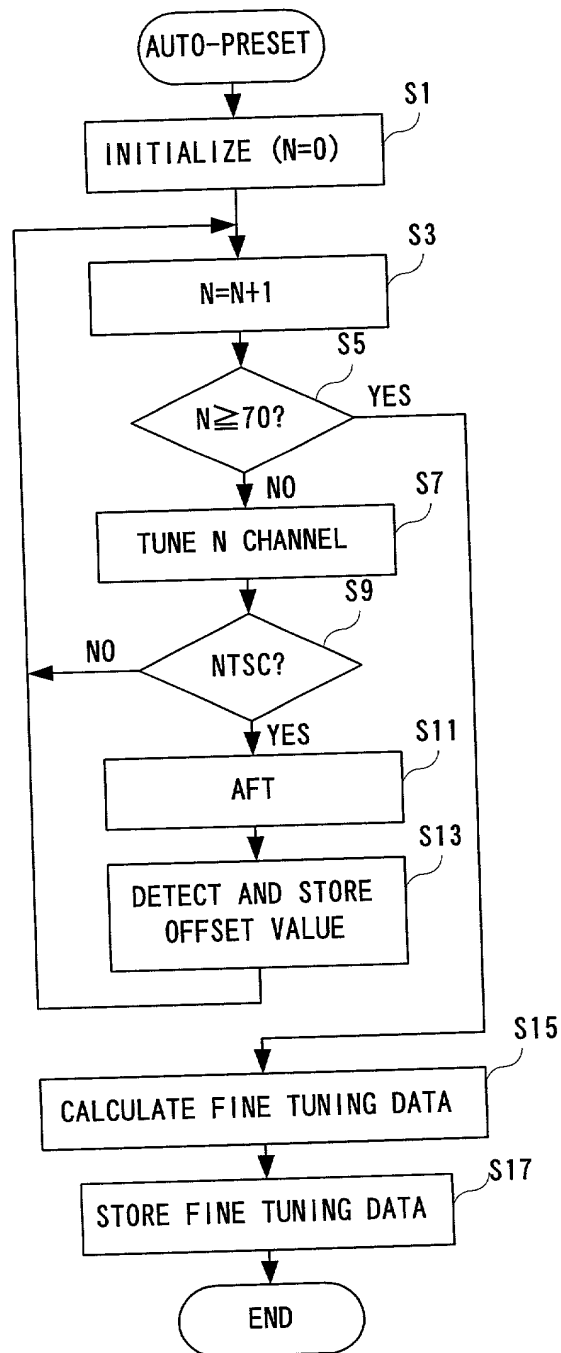 AUTO-PRESET
S1
INITIALIZE (N=0)
S3
N=N+1
S5
N≧70?
YES
NO
S7
TUNE N CHANNEL
S9
NTSC?
NO
YES
S11
AFT
S13
DETECT AND STORE
OFFSET VALUE
S15
CALCULATE FINE TUNING DATA
S17
STORE FINE TUNING DATA
END